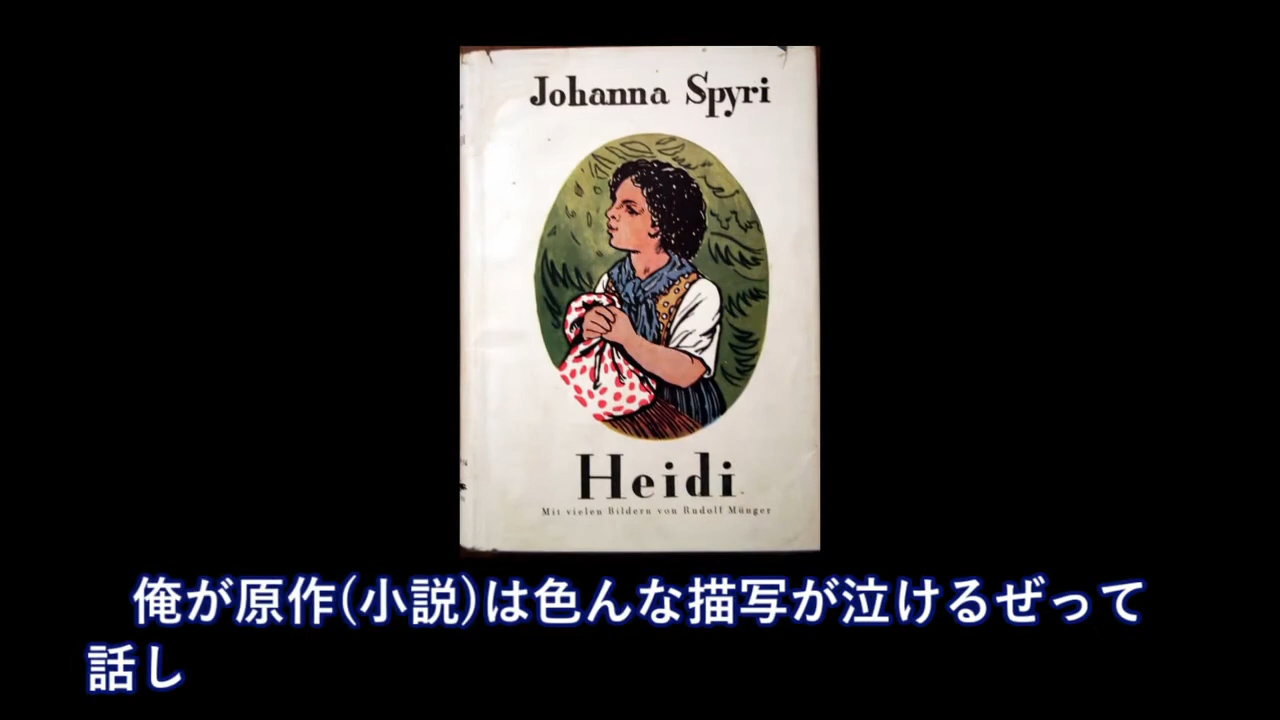 Johanna Spyri
Heidi
Mit vielen Bildern von Rudolf Münger
俺が原作(小説)は色んな描写が泣けるぜって
話し